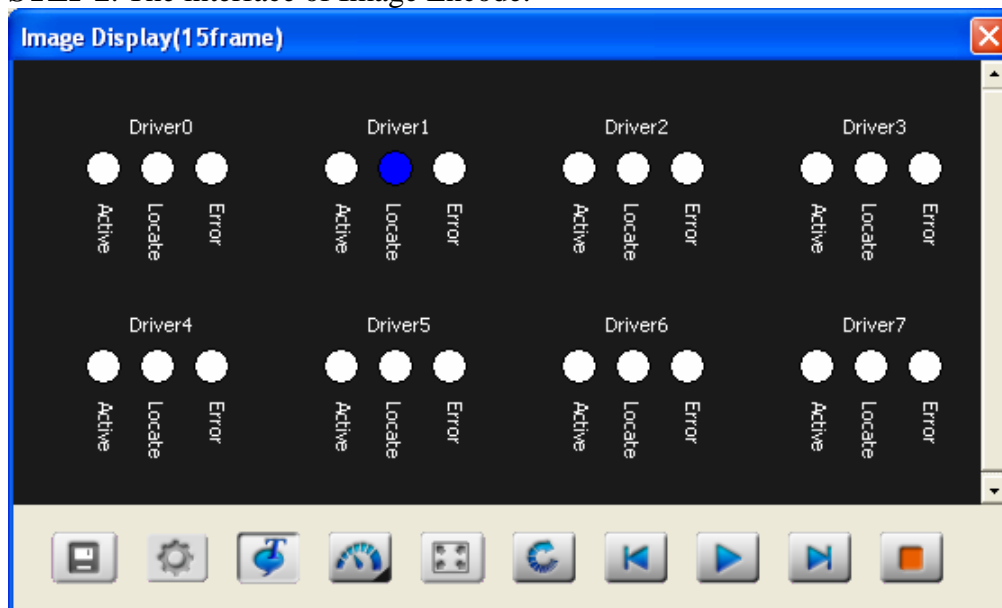 Image Display(15frame)
Driver0 Driver1 Driver2 Driver3
Active Locate Error Active Locate Error Active Locate Error Active Locate Error
Driver4 Driver5 Driver6 Driver7
Active Locate Error Active Locate Error Active Locate Error Active Locate Error
T